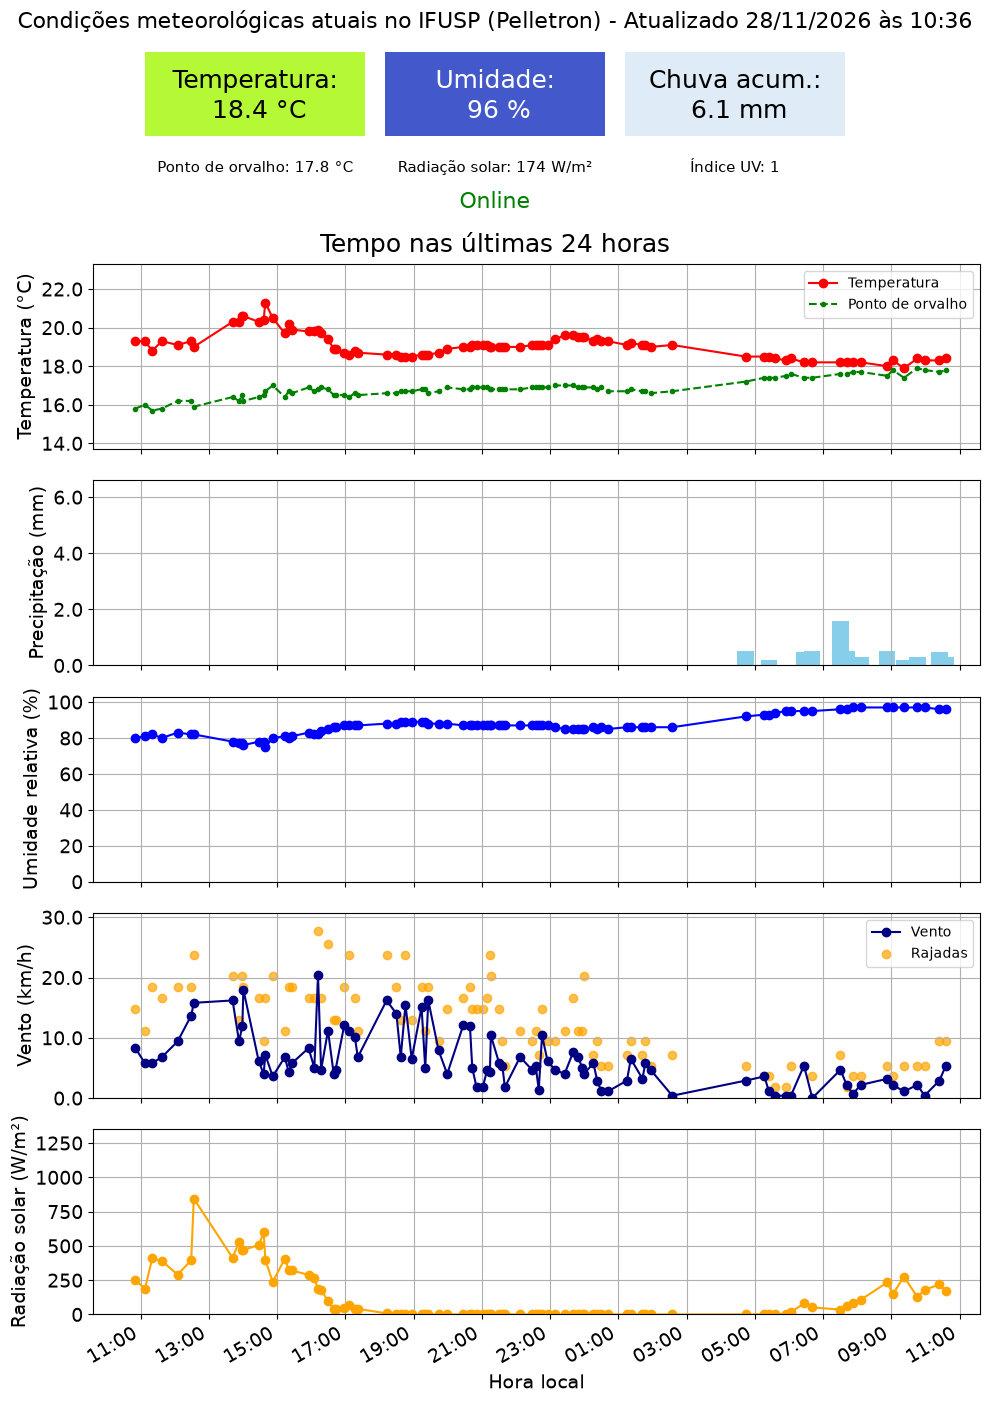 Condições meteorológicas atuais no IFUSP (Pelletron) - Atualizado 28/11/2026 às 10:36
Temperatura:
18.4 °C
Umidade:
96 %
Chuva acum.:
6.1 mm
Ponto de orvalho: 17.8 °C
Radiação solar: 174 W/m²
Índice UV: 1
Online
Tempo nas últimas 24 horas
Temperatura (°C)
22.0
20.0
18.0
16.0
14.0
Temperatura
Ponto de orvalho
Precipitação (mm)
6.0
4.0
2.0
0.0
Umidade relativa (%)
100
80
60
40
20
0
Vento (km/h)
30.0
20.0
10.0
0.0
Vento
Rajadas
Radiação solar (W/m²)
1250
1000
750
500
250
0
11:00
13:00
15:00
17:00
19:00
21:00
23:00
01:00
03:00
05:00
07:00
09:00
11:00
Hora local